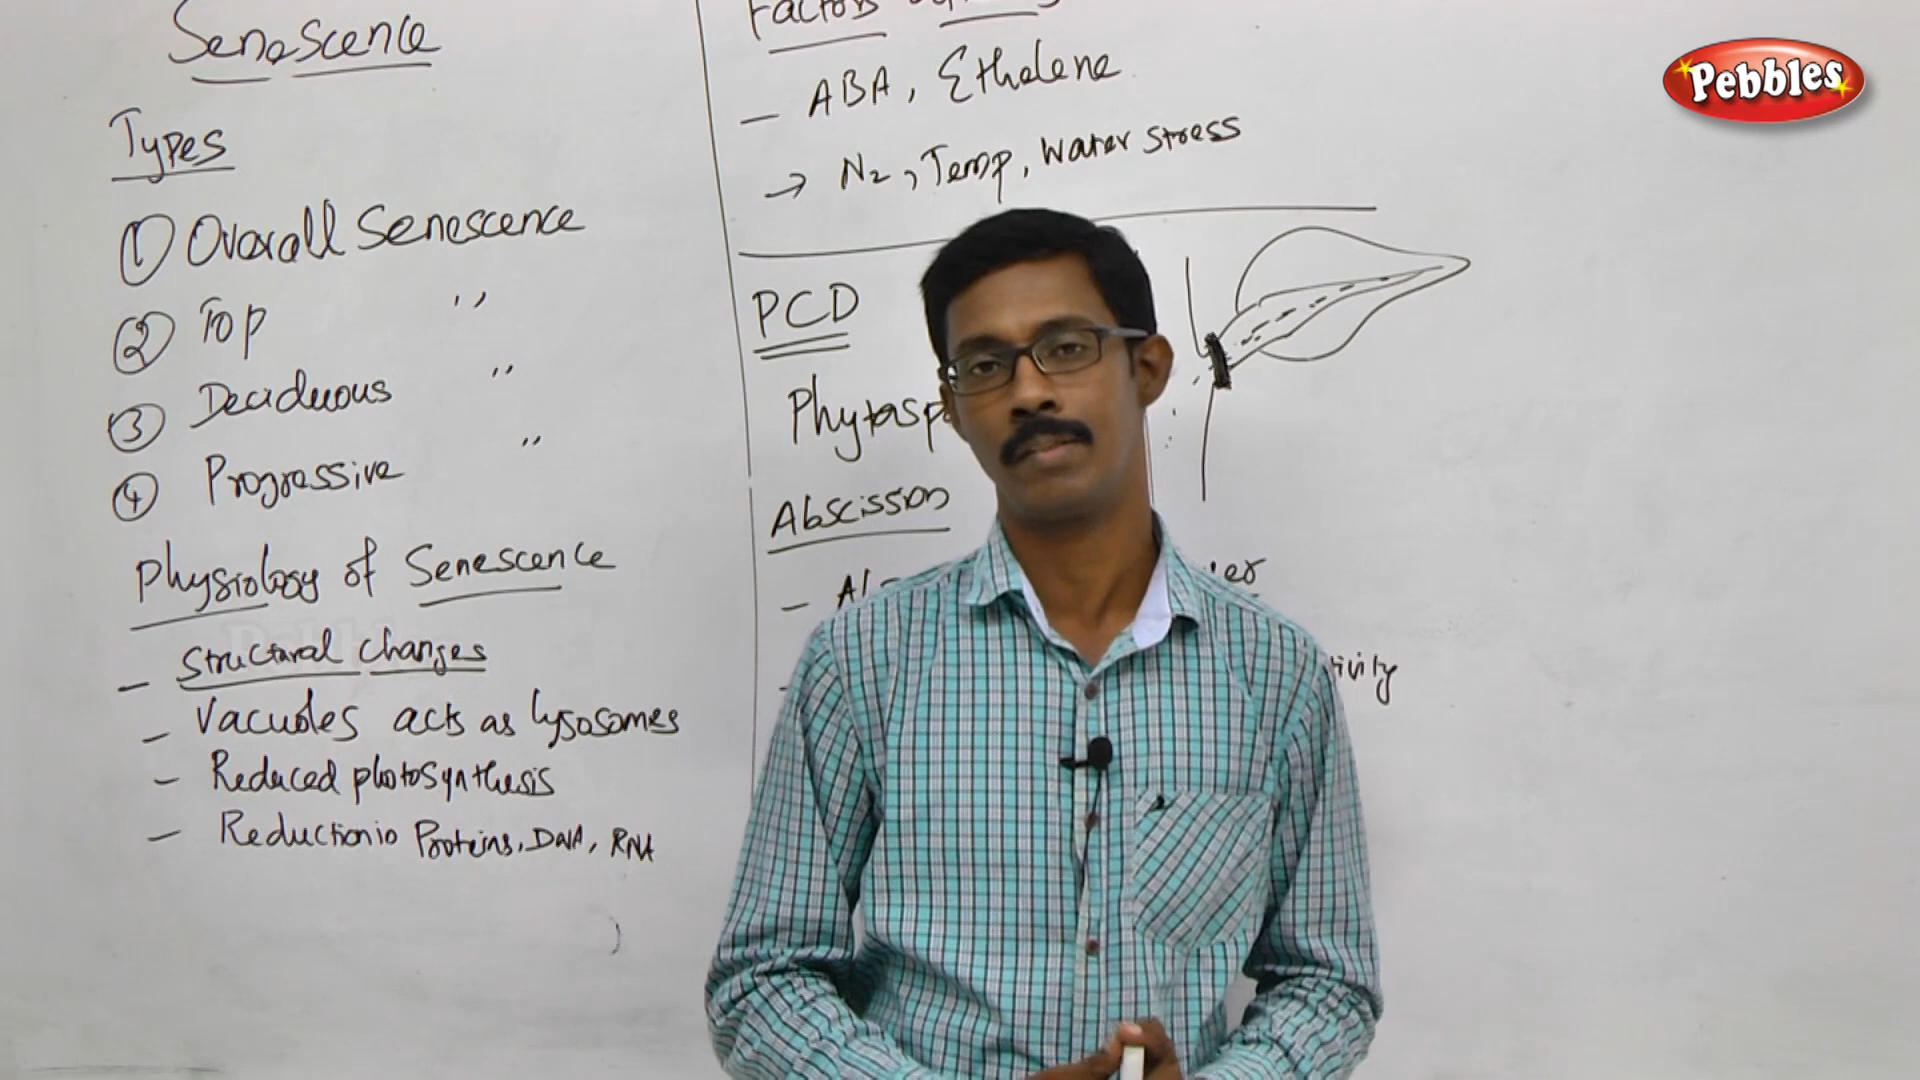 Senescence
Types
① Overall Senescence
② Top ''
③ Deciduous ''
④ Progressive ''
Physiology of Senescence
- Structural changes
- Vacuoles acts as lysosomes
- Reduced photosynthesis
- Reduction in Proteins, DNA, RNA
Factors
- ABA, Ethelene
→ N₂, Temp, Water stress
PCD
Abscission
Pebbles